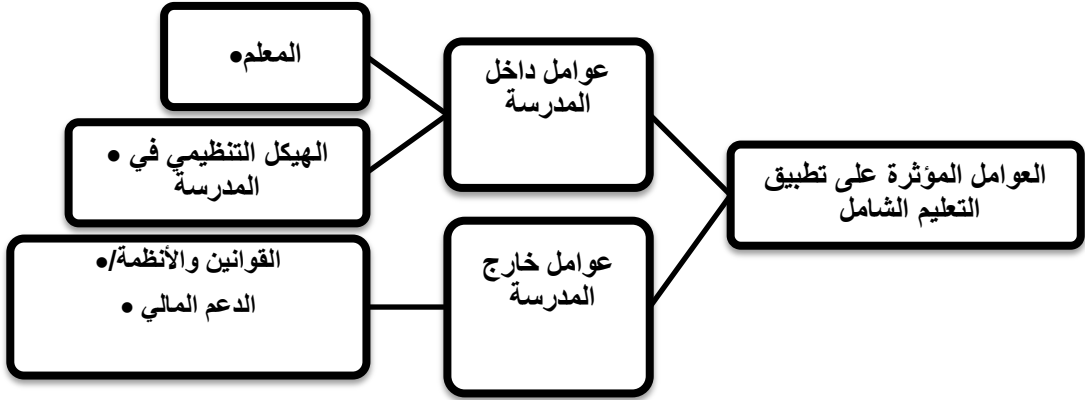 العوامل المؤثرة على تطبيق
التعليم الشامل
عوامل داخل
المدرسة
المعلم•
الهيكل التنظيمي في •
المدرسة
عوامل خارج
المدرسة
القوانين والأنظمة/•
الدعم المالي •